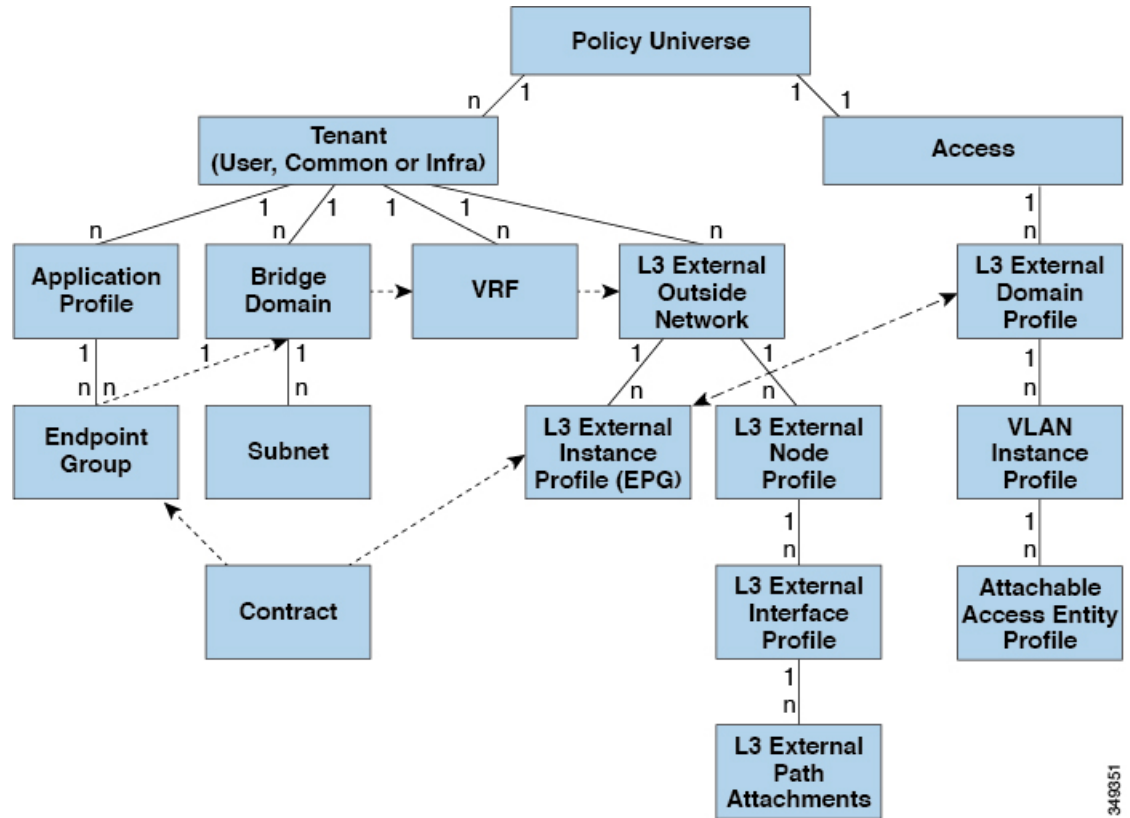 Policy Universe
n
1
1
1
Tenant
(User, Common or Infra)
Access
1
1
1
1
1
n
n
n
n
n
Application
Profile
Bridge
Domain
VRF
L3 External
Outside
Network
L3 External
Domain
Profile
1
1
1
1
1
1
n
n
n
n
n
n
Endpoint
Group
Subnet
L3 External
Instance
Profile (EPG)
L3 External
Node
Profile
VLAN
Instance
Profile
1
1
n
n
Contract
L3 External
Interface
Profile
Attachable
Access Entity
Profile
1
n
L3 External
Path
Attachments
349351